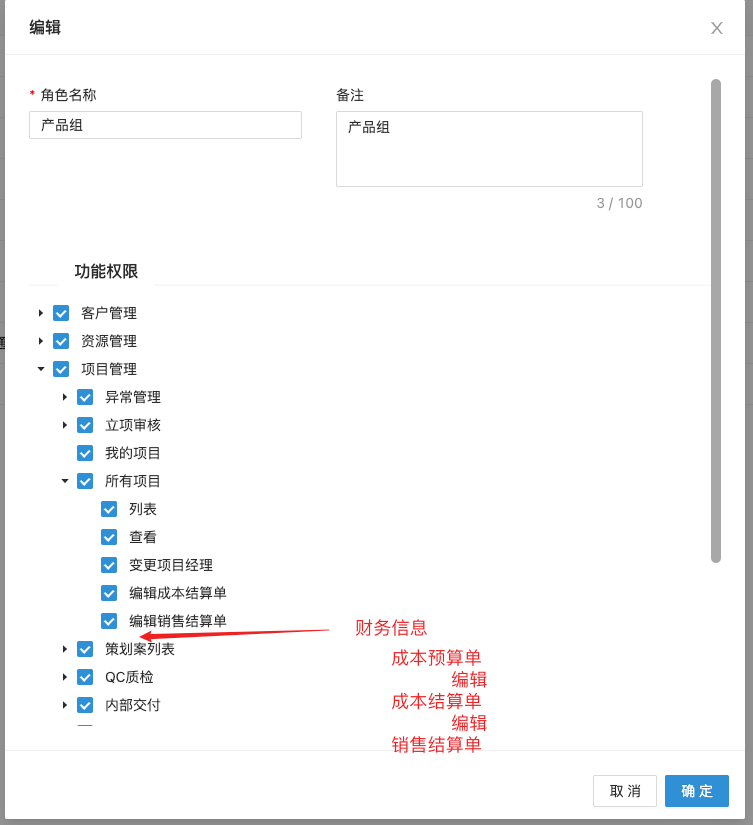 编辑
X
* 角色名称
备注
产品组
产品组
3 / 100
功能权限
客户管理
资源管理
项目管理
异常管理
立项审核
我的项目
所有项目
列表
查看
变更项目经理
编辑成本结算单
编辑销售结算单
财务信息
策划案列表
成本预算单
QC质检
编辑
内部交付
成本结算单
编辑
销售结算单
取 消
确 定